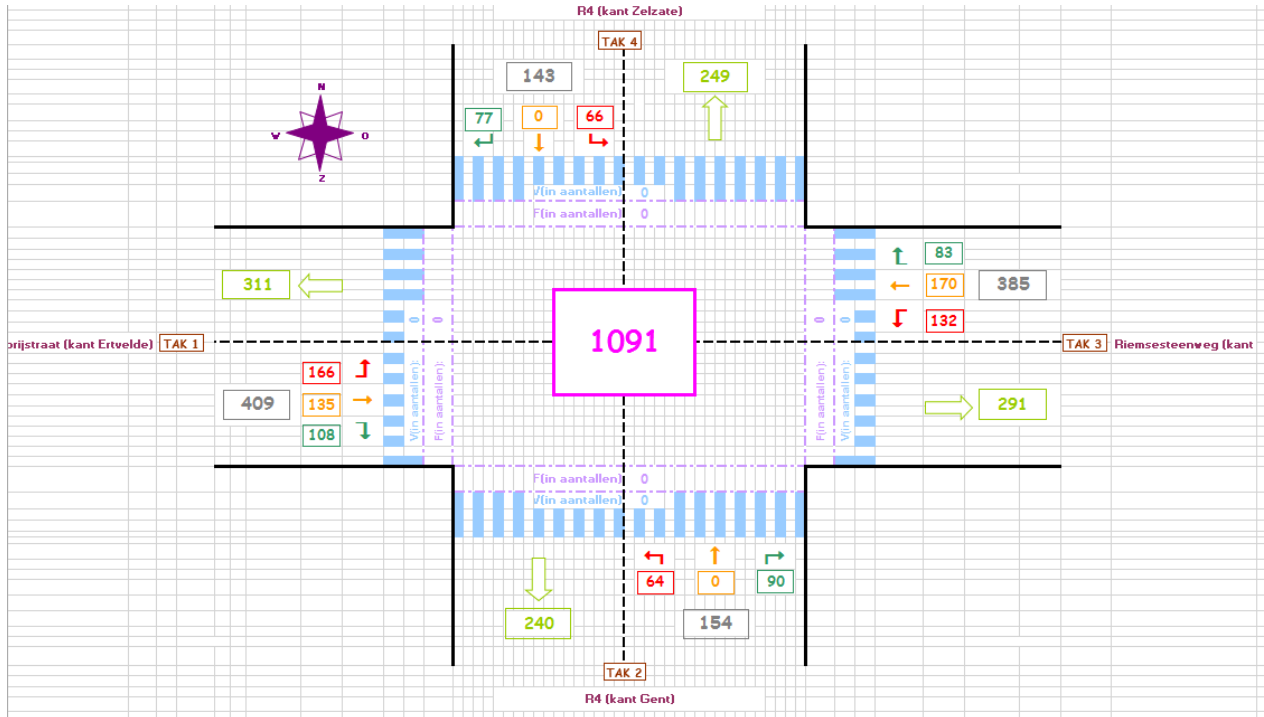 R4 (kant Zelzate)
TAK 4
143
249
77
0
66
N
W
O
Z
V(in aantallen)
0
F(in aantallen)
0
311
83
170
385
132
1091
orijstraat (kant Ertvelde)
TAK 1
TAK 3
Riemsesteenweg (kant
166
409
135
108
V(in aantallen):
0
F(in aantallen):
0
F(in aantallen):
0
V(in aantallen):
0
291
F(in aantallen)
0
V(in aantallen)
0
64
0
90
240
154
TAK 2
R4 (kant Gent)